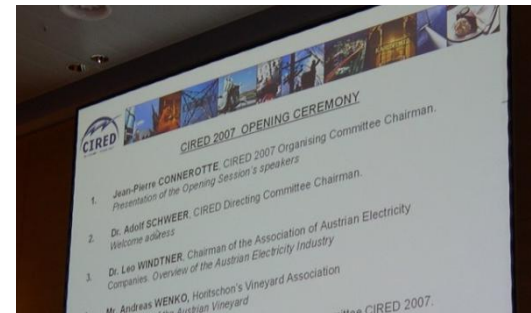 CIRED
CIRED 2007 OPENING CEREMONY
1. Jean-Pierre CONNEROTTE, CIRED 2007 Organising Committee Chairman.
Presentation of the Opening Session's speakers
2. Dr. Adolf SCHWEER, CIRED Directing Committee Chairman.
Welcome address
3. Dr. Leo WINDTNER, Chairman of the Association of Austrian Electricity
Companies. Overview of the Austrian Electricity Industry
Mr. Andreas WENKO, Horitschon's Vineyard Association
of the Austrian Vineyard
CIRED 2007.